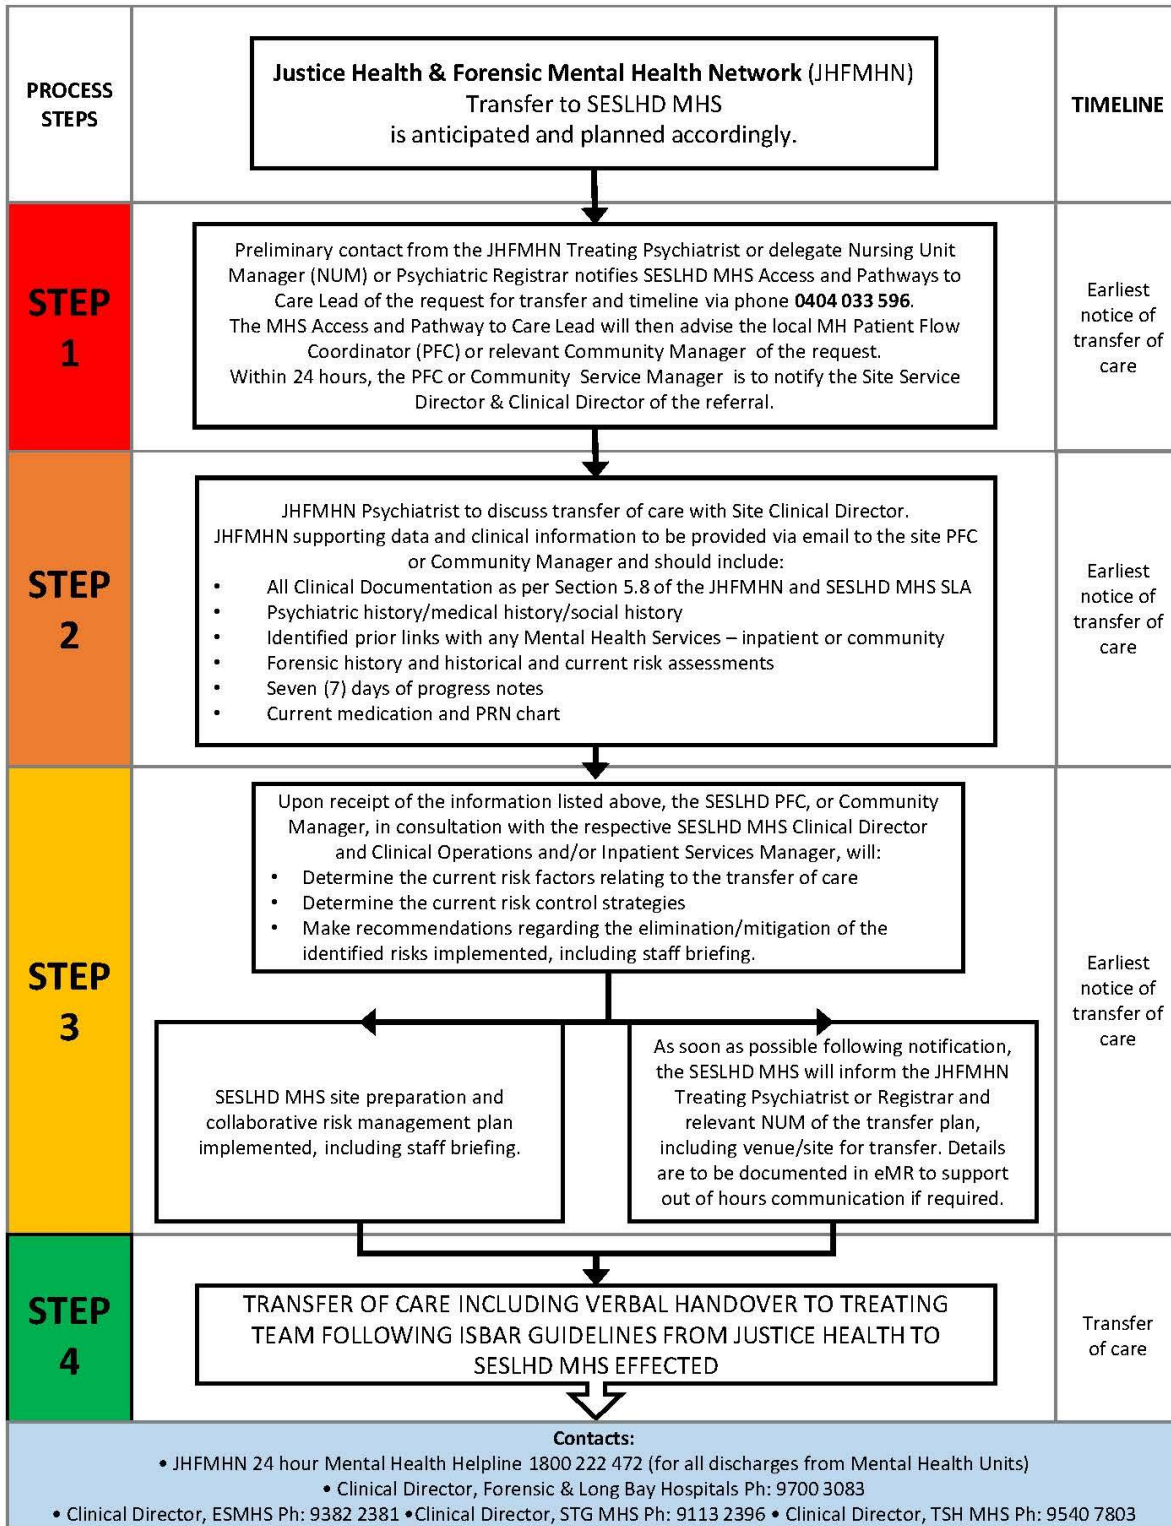 PROCESS
STEPS
Justice Health & Forensic Mental Health Network (JHFMHN)
Transfer to SESLHD MHS
is anticipated and planned accordingly.
TIMELINE
STEP
1
Preliminary contact from the JHFMHN Treating Psychiatrist or delegate Nursing Unit
Manager (NUM) or Psychiatric Registrar notifies SESLHD MHS Access and Pathways to
Care Lead of the request for transfer and timeline via phone 0404 033 596.
The MHS Access and Pathway to Care Lead will then advise the local MH Patient Flow
Coordinator (PFC) or relevant Community Manager of the request.
Within 24 hours, the PFC or Community Service Manager is to notify the Site Service
Director & Clinical Director of the referral.
Earliest
notice of
transfer of
care
STEP
2
JHFMHN Psychiatrist to discuss transfer of care with Site Clinical Director.
JHFMHN supporting data and clinical information to be provided via email to the site PFC
or Community Manager and should include:
• All Clinical Documentation as per Section 5.8 of the JHFMHN and SESLHD MHS SLA
• Psychiatric history/medical history/social history
• Identified prior links with any Mental Health Services – inpatient or community
• Forensic history and historical and current risk assessments
• Seven (7) days of progress notes
• Current medication and PRN chart
Earliest
notice of
transfer of
care
STEP
3
Upon receipt of the information listed above, the SESLHD PFC, or Community
Manager, in consultation with the respective SESLHD MHS Clinical Director
and Clinical Operations and/or Inpatient Services Manager, will:
• Determine the current risk factors relating to the transfer of care
• Determine the current risk control strategies
• Make recommendations regarding the elimination/mitigation of the
identified risks implemented, including staff briefing.
SESLHD MHS site preparation and
collaborative risk management plan
implemented, including staff briefing.
As soon as possible following notification,
the SESLHD MHS will inform the JHFMHN
Treating Psychiatrist or Registrar and
relevant NUM of the transfer plan,
including venue/site for transfer. Details
are to be documented in eMR to support
out of hours communication if required.
Earliest
notice of
transfer of
care
STEP
4
TRANSFER OF CARE INCLUDING VERBAL HANDOVER TO TREATING
TEAM FOLLOWING ISBAR GUIDELINES FROM JUSTICE HEALTH TO
SESLHD MHS EFFECTED
Transfer
of care
Contacts:
• JHFMHN 24 hour Mental Health Helpline 1800 222 472 (for all discharges from Mental Health Units)
• Clinical Director, Forensic & Long Bay Hospitals Ph: 9700 3083
• Clinical Director, ESMHS Ph: 9382 2381 • Clinical Director, STG MHS Ph: 9113 2396 • Clinical Director, TSH MHS Ph: 9540 7803